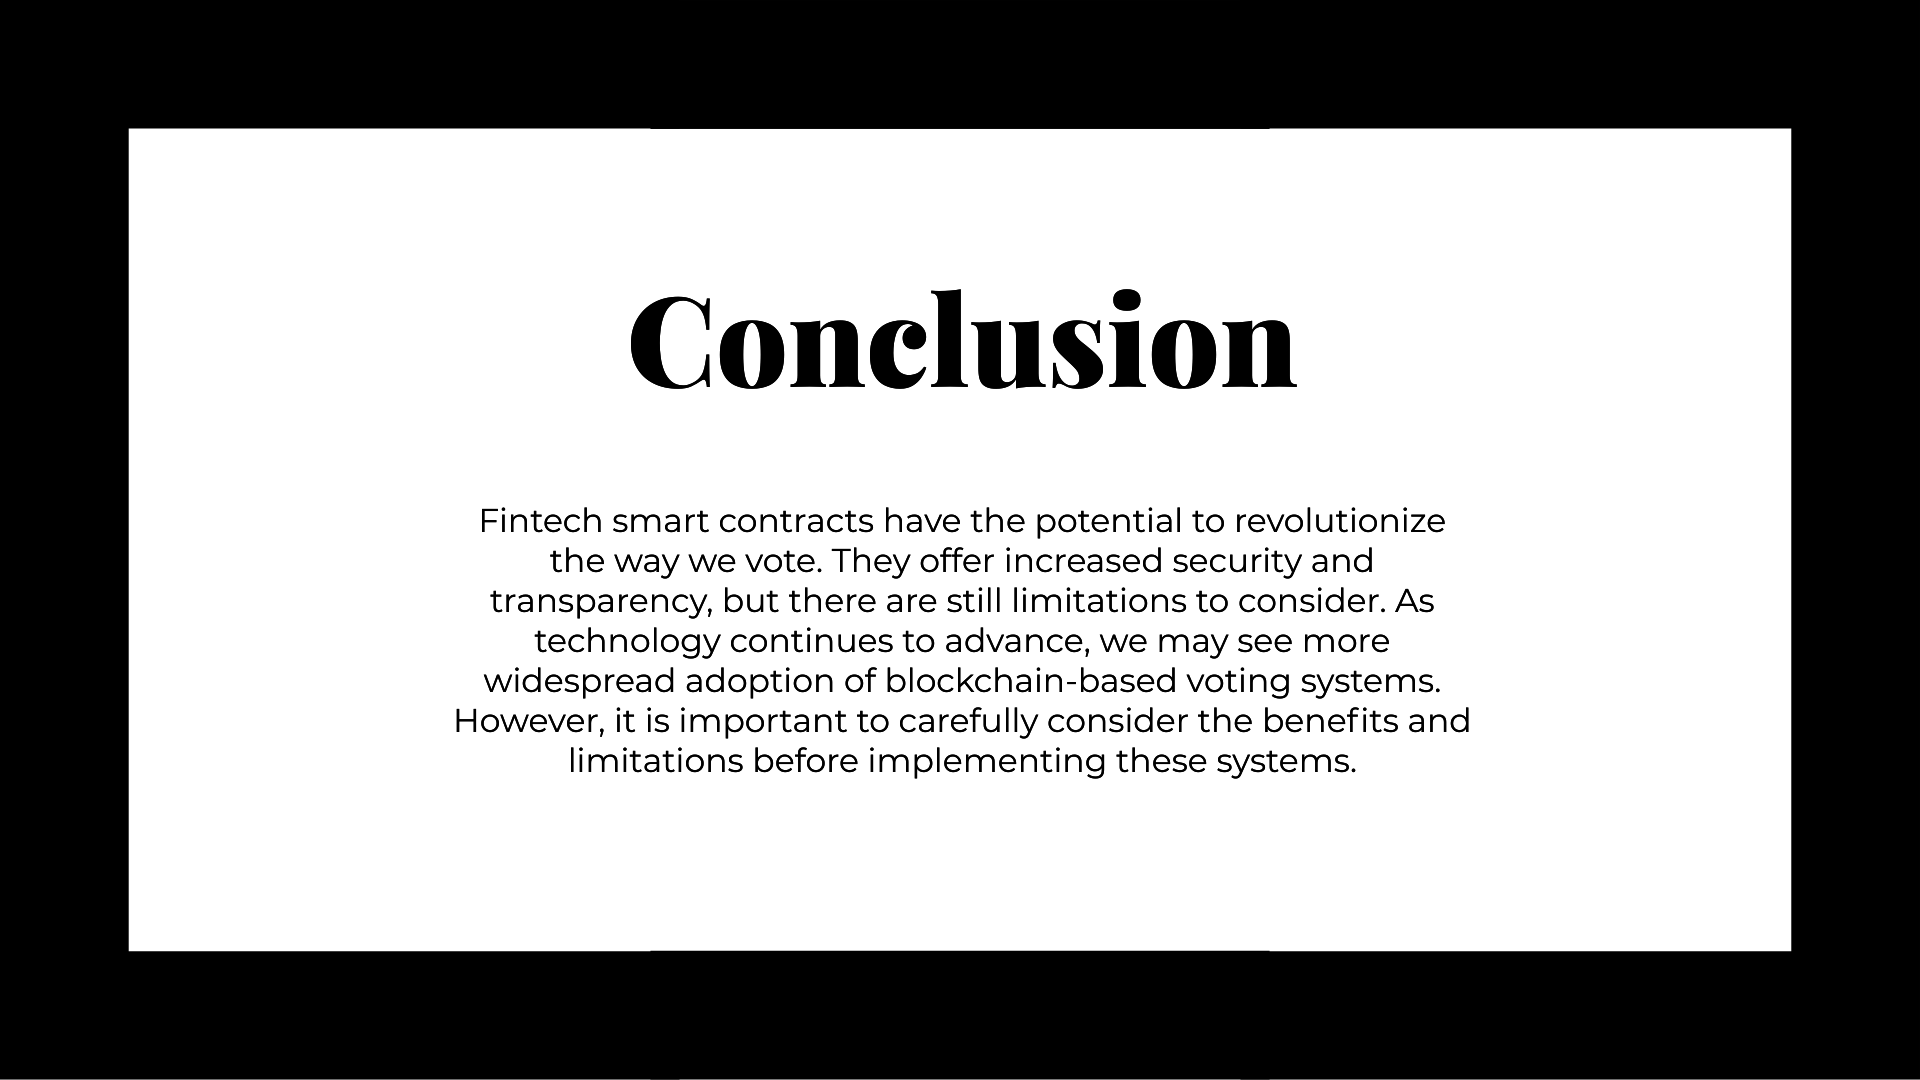 Conclusion
Fintech smart contracts have the potential to revolutionize
the way we vote. They offer increased security and
transparency, but there are still limitations to consider. As
technology continues to advance, we may see more
widespread adoption of blockchain-based voting systems.
However, it is important to carefully consider the benefits and
limitations before implementing these systems.